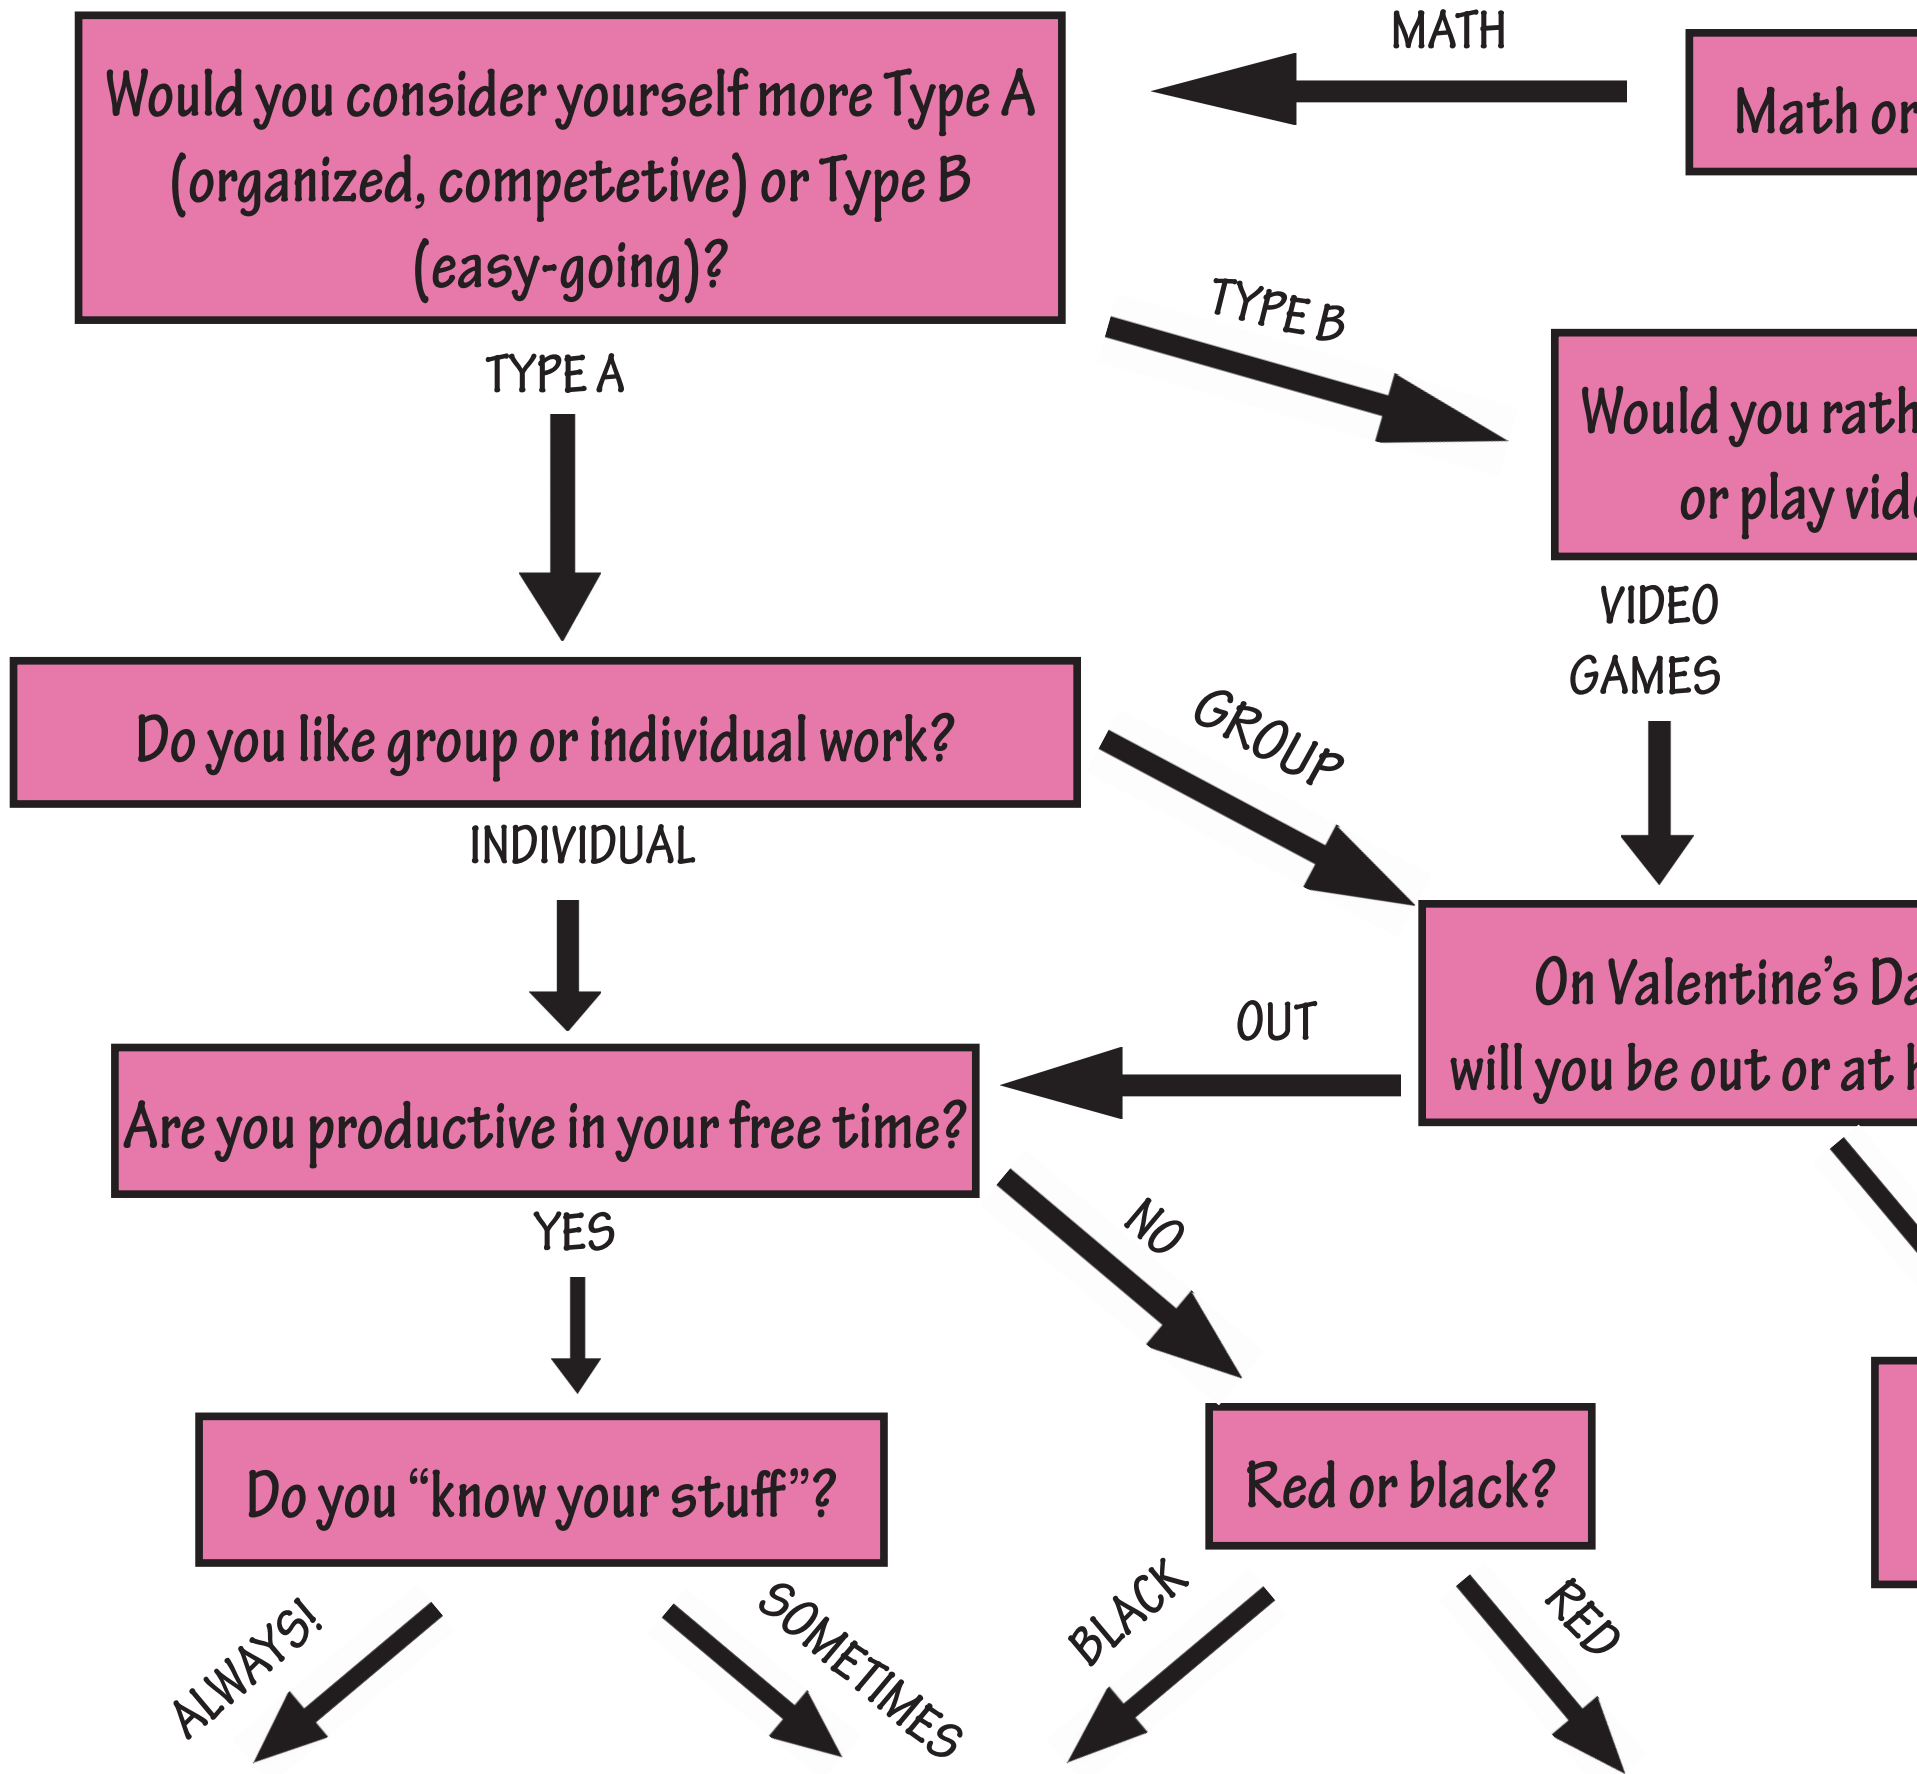 MATH
Would you consider yourself more Type A
(organized, competetive) or Type B
(easy-going)?
Math or
TYPE B
TYPE A
Would you
or play
VIDEO
GAMES
Do you like group or individual work?
GROUP
INDIVIDUAL
On Valentine's
will you be out or at
OUT
Are you productive in your free time?
NO
YES
Do you “know your stuff”?
Red or black?
ALWAYS!
SOMETIMES
BLACK
RED